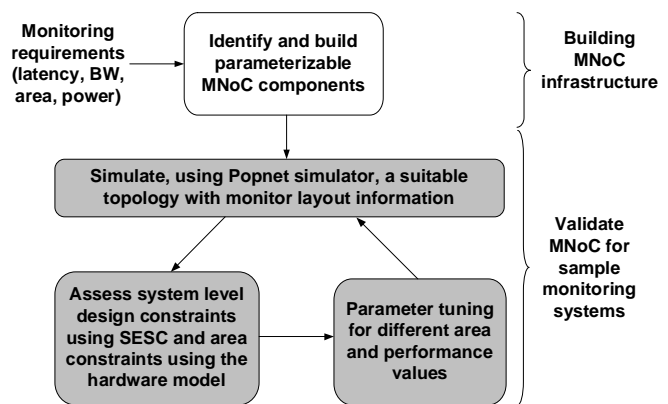 Monitoring
requirements
(latency, BW,
area, power)
Identify and build
parameterizable
MNoC components
Building
MNoC
infrastructure
Simulate, using Popnet simulator, a suitable
topology with monitor layout information
Assess system level
design constraints
using SESC and area
constraints using the
hardware model
Parameter tuning
for different area
and performance
values
Validate
MNoC for
sample
monitoring
systems